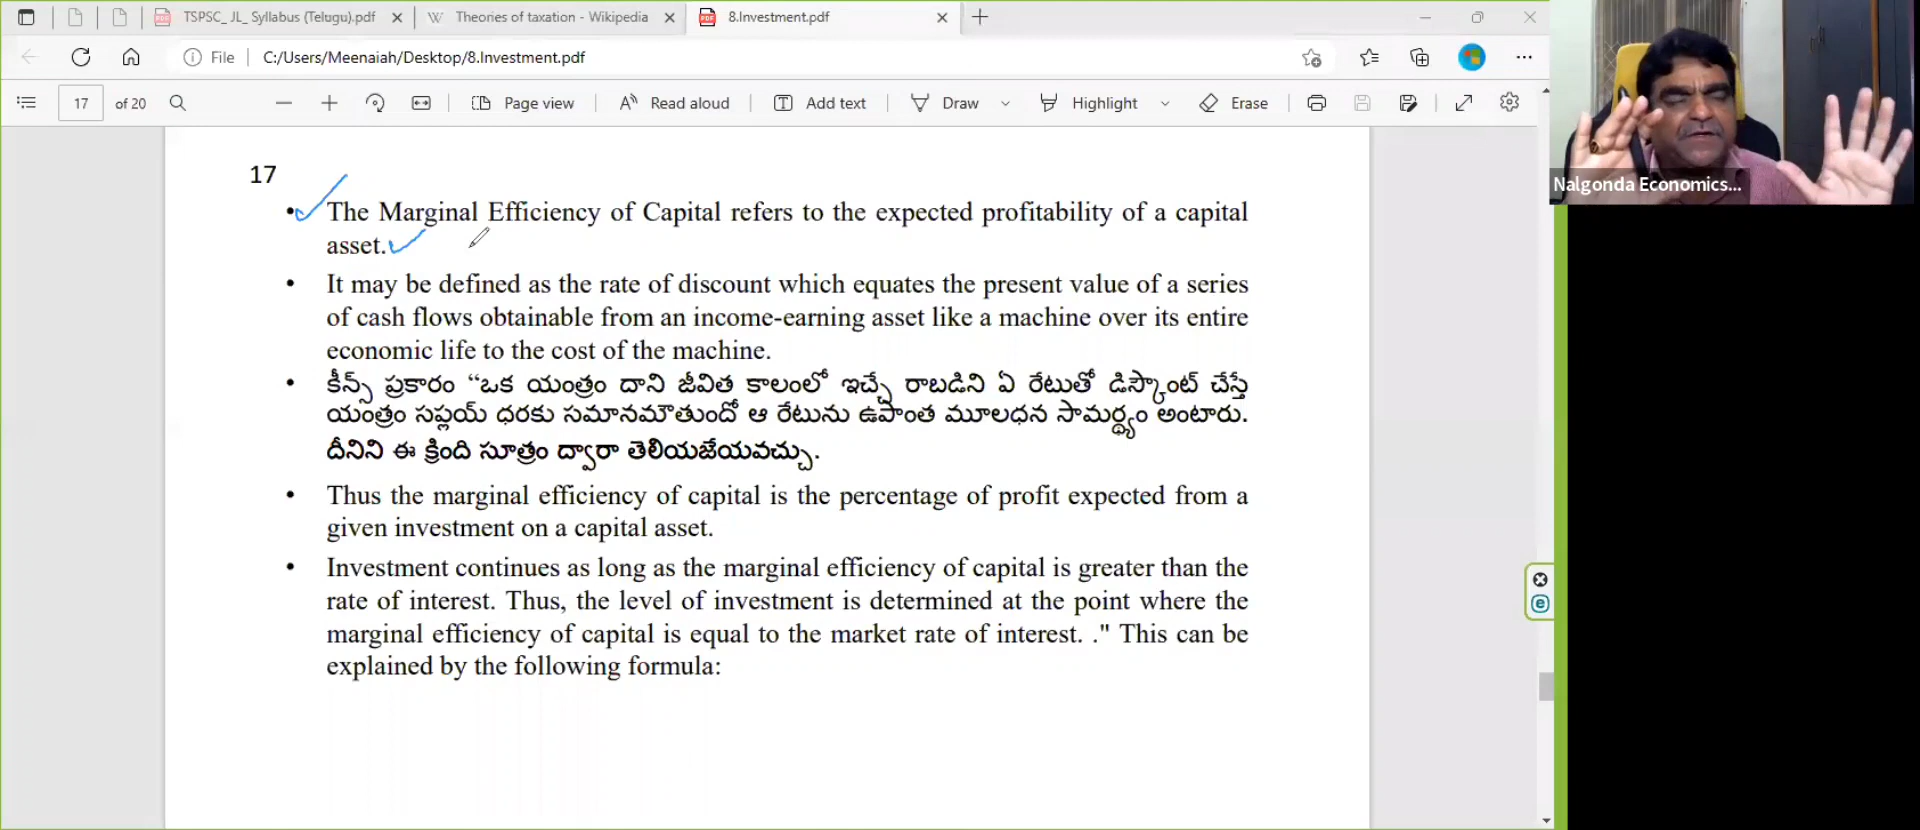 TSPSC_ JL_ Syllabus (Telugu).pdf
Theories of taxation - Wikipedia
8.Investment.pdf
File C:/Users/Meenaiah/Desktop/8.Investment.pdf
17 of 20 Page view Read aloud Add text Draw Highlight Erase
Nalgonda Economics...
17
• The Marginal Efficiency of Capital refers to the expected profitability of a capital
asset.
• It may be defined as the rate of discount which equates the present value of a series
of cash flows obtainable from an income-earning asset like a machine over its entire
economic life to the cost of the machine.
• కీన్స్ ప్రకారం “ఒక యంత్రం దాని జీవిత కాలంలో ఇచ్చే రాబడిని ఏ రేటుతో డిస్కౌంట్ చేస్తే
యంత్రం సప్లయ్ ధరకు సమానమౌతుందో ఆ రేటును ఉపాంత మూలధన సామర్థ్యం అంటారు.
దీనిని ఈ క్రింది సూత్రం ద్వారా తెలియజేయవచ్చు.
• Thus the marginal efficiency of capital is the percentage of profit expected from a
given investment on a capital asset.
• Investment continues as long as the marginal efficiency of capital is greater than the
rate of interest. Thus, the level of investment is determined at the point where the
marginal efficiency of capital is equal to the market rate of interest. ." This can be
explained by the following formula: